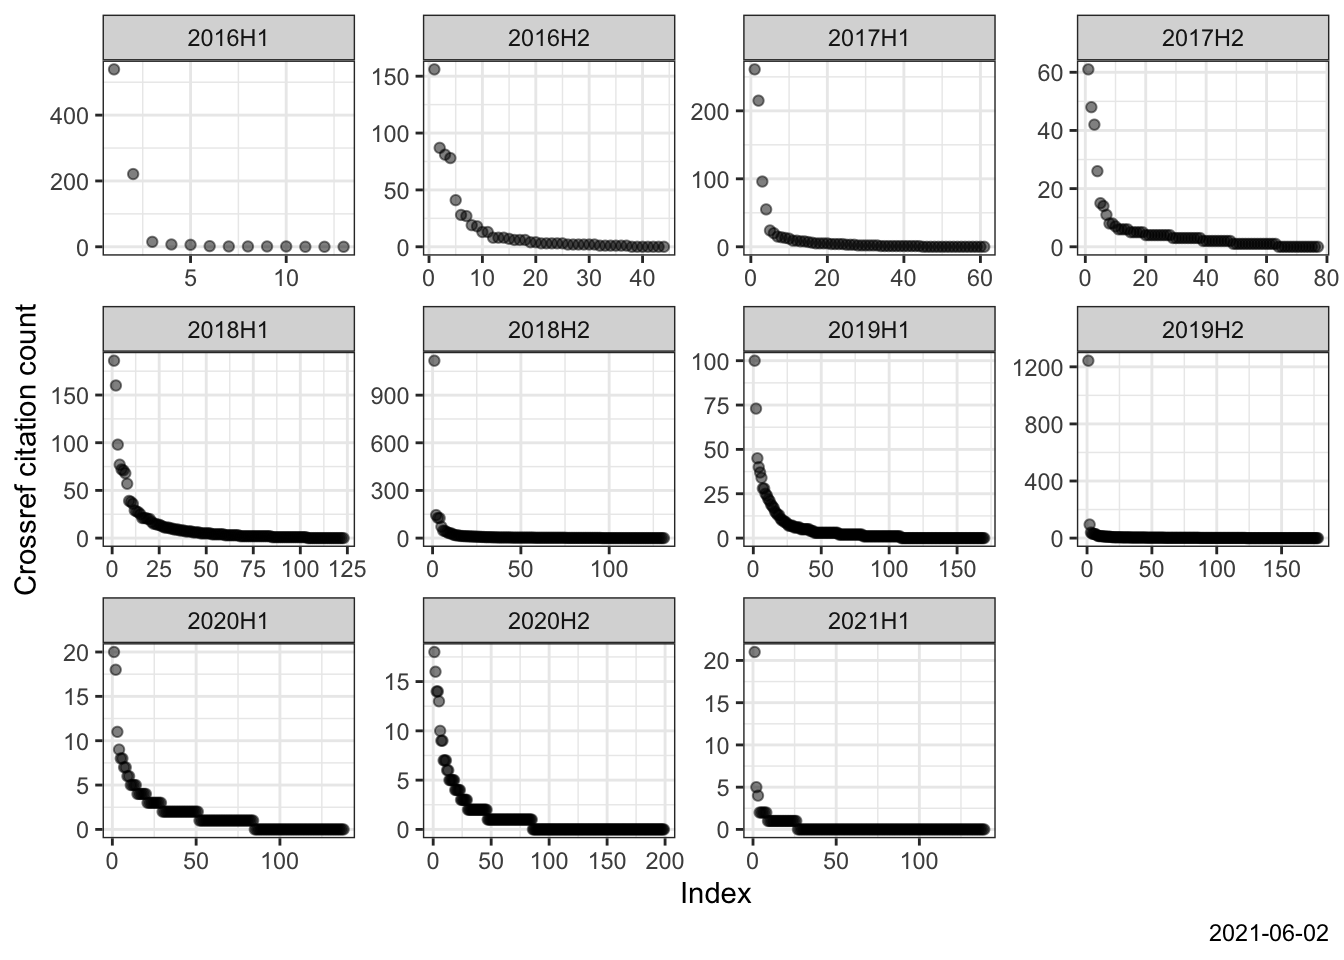 2016H1 2016H2 2017H1 2017H2
400 200 0
150 100 50 0
200 100 0
60 40 20 0
5 10
0 10 20 30 40
0 20 40 60
0 20 40 60 80
2018H1 2018H2 2019H1 2019H2
150 100 50 0
900 600 300 0
100 75 50 25 0
1200 800 400 0
0 25 50 75 100 125
0 50 100
0 50 100 150
0 50 100 150
Crossref citation count
2020H1 2020H2 2021H1
20 15 10 5 0
15 10 5 0
20 15 10 5 0
0 50 100
0 50 100 150 200
0 50 100
Index
2021-06-02